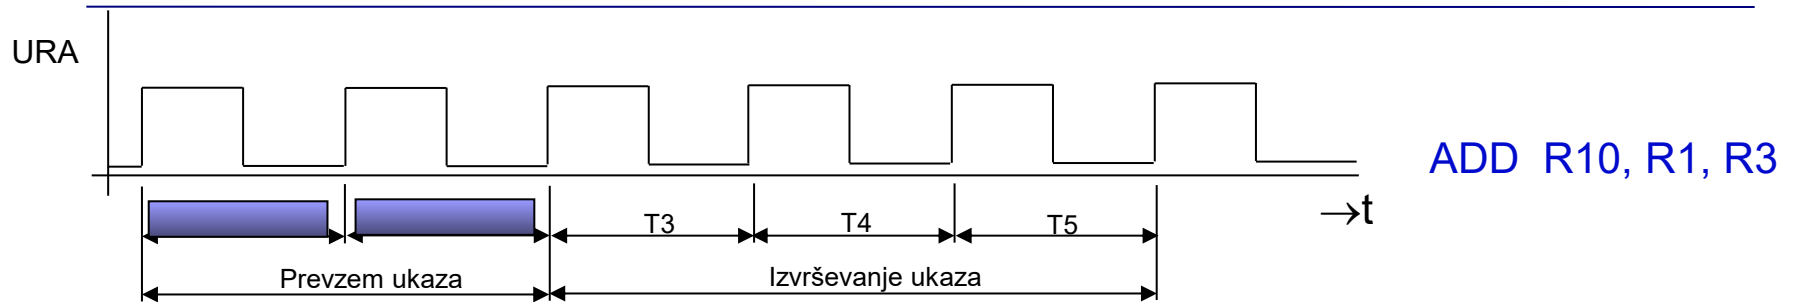 URA
ADD R10, R1, R3
→t
T3 T4 T5
Prevzem ukaza Izvrševanje ukaza